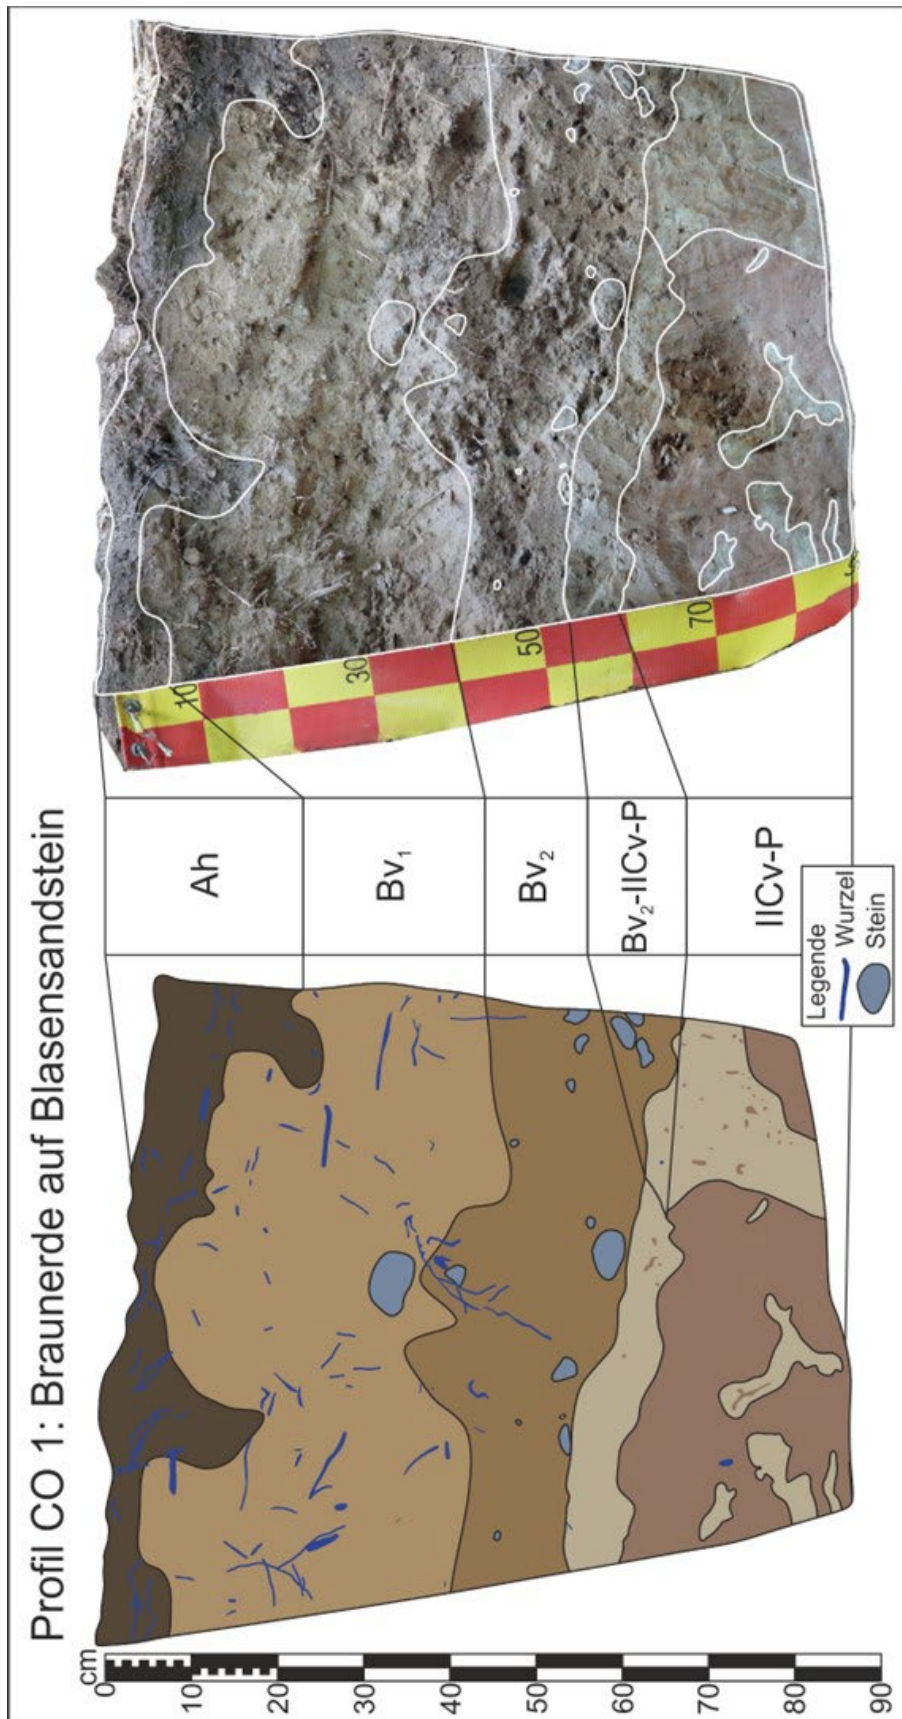 Profil CO 1: Braunerde auf Blasensandstein
cm
0
10
20
30
40
50
60
70
80
90
Ah
Bv₁
Bv₂
Bv₂-IICv-P
IICv-P
Legende
Wurzel
Stein
10
30
50
70